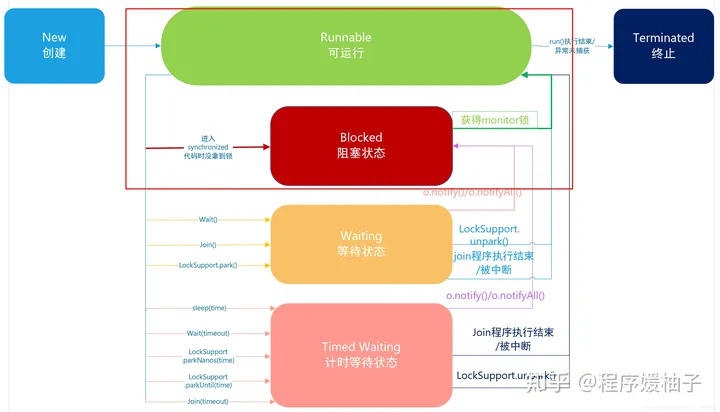 New
创建
Runnable
可运行
run()执行结束/
异常未捕获
Terminated
终止
进入
synchronized
代码时没拿到锁
Blocked
阻塞状态
获得monitor锁
o.notify()/o.notifyAll()
Wait()
Join()
LockSupport.park()
Waiting
等待状态
LockSupport.
unpark()
join程序执行结束
/被中断
o.notify()/o.notifyAll()
sleep(time)
Wait(timeout)
LockSupport
.parkNanos(time)
LockSupport
.parkUntil(time)
Join(timeout)
Timed Waiting
计时等待状态
Join程序执行结束
/被中断
LockSupport.unpark()
知乎 @程序媛柚子